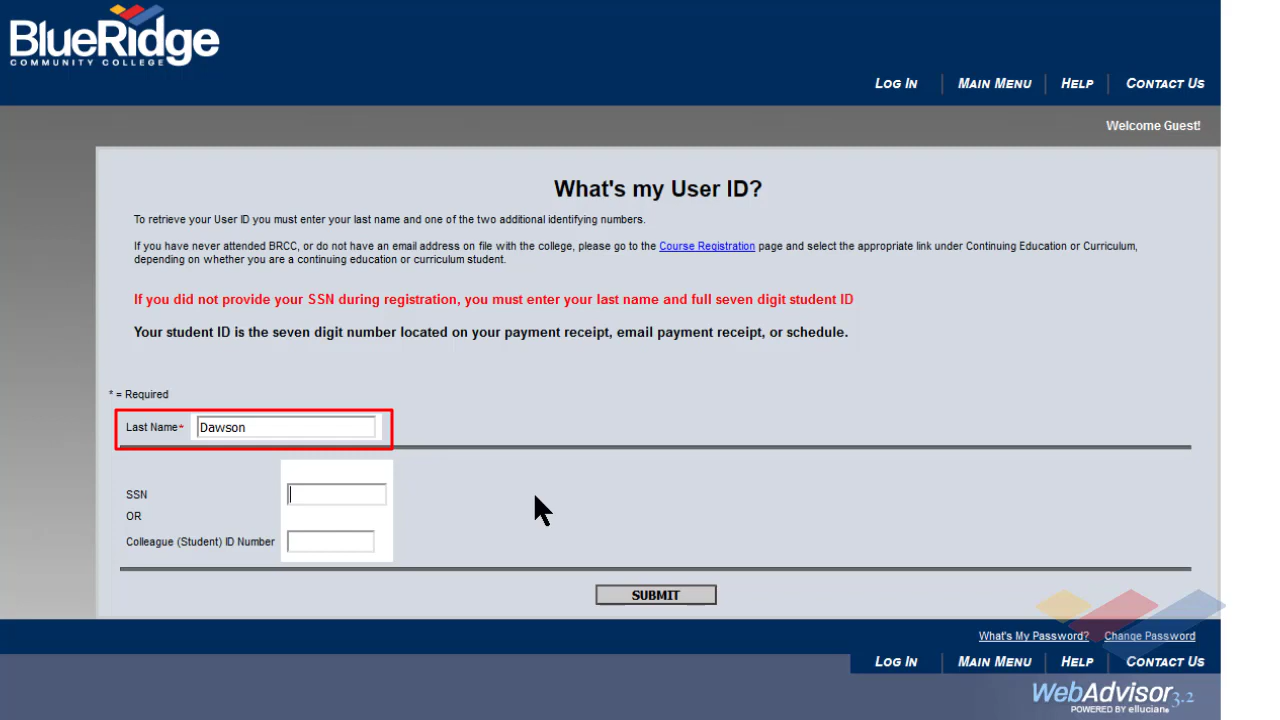 BlueRidge
COMMUNITY COLLEGE
LOG IN MAIN MENU HELP CONTACT US
Welcome Guest!
What's my User ID?
To retrieve your User ID you must enter your last name and one of the two additional identifying numbers.
If you have never attended BRCC, or do not have an email address on file with the college, please go to the Course Registration page and select the appropriate link under Continuing Education or Curriculum,
depending on whether you are a continuing education or curriculum student.
If you did not provide your SSN during registration, you must enter your last name and full seven digit student ID
Your student ID is the seven digit number located on your payment receipt, email payment receipt, or schedule.
* = Required
Last Name* Dawson
SSN
OR
Colleague (Student) ID Number
SUBMIT
What's My Password? Change Password
LOG IN MAIN MENU HELP CONTACT US
WebAdvisor 3.2
POWERED BY ellucian